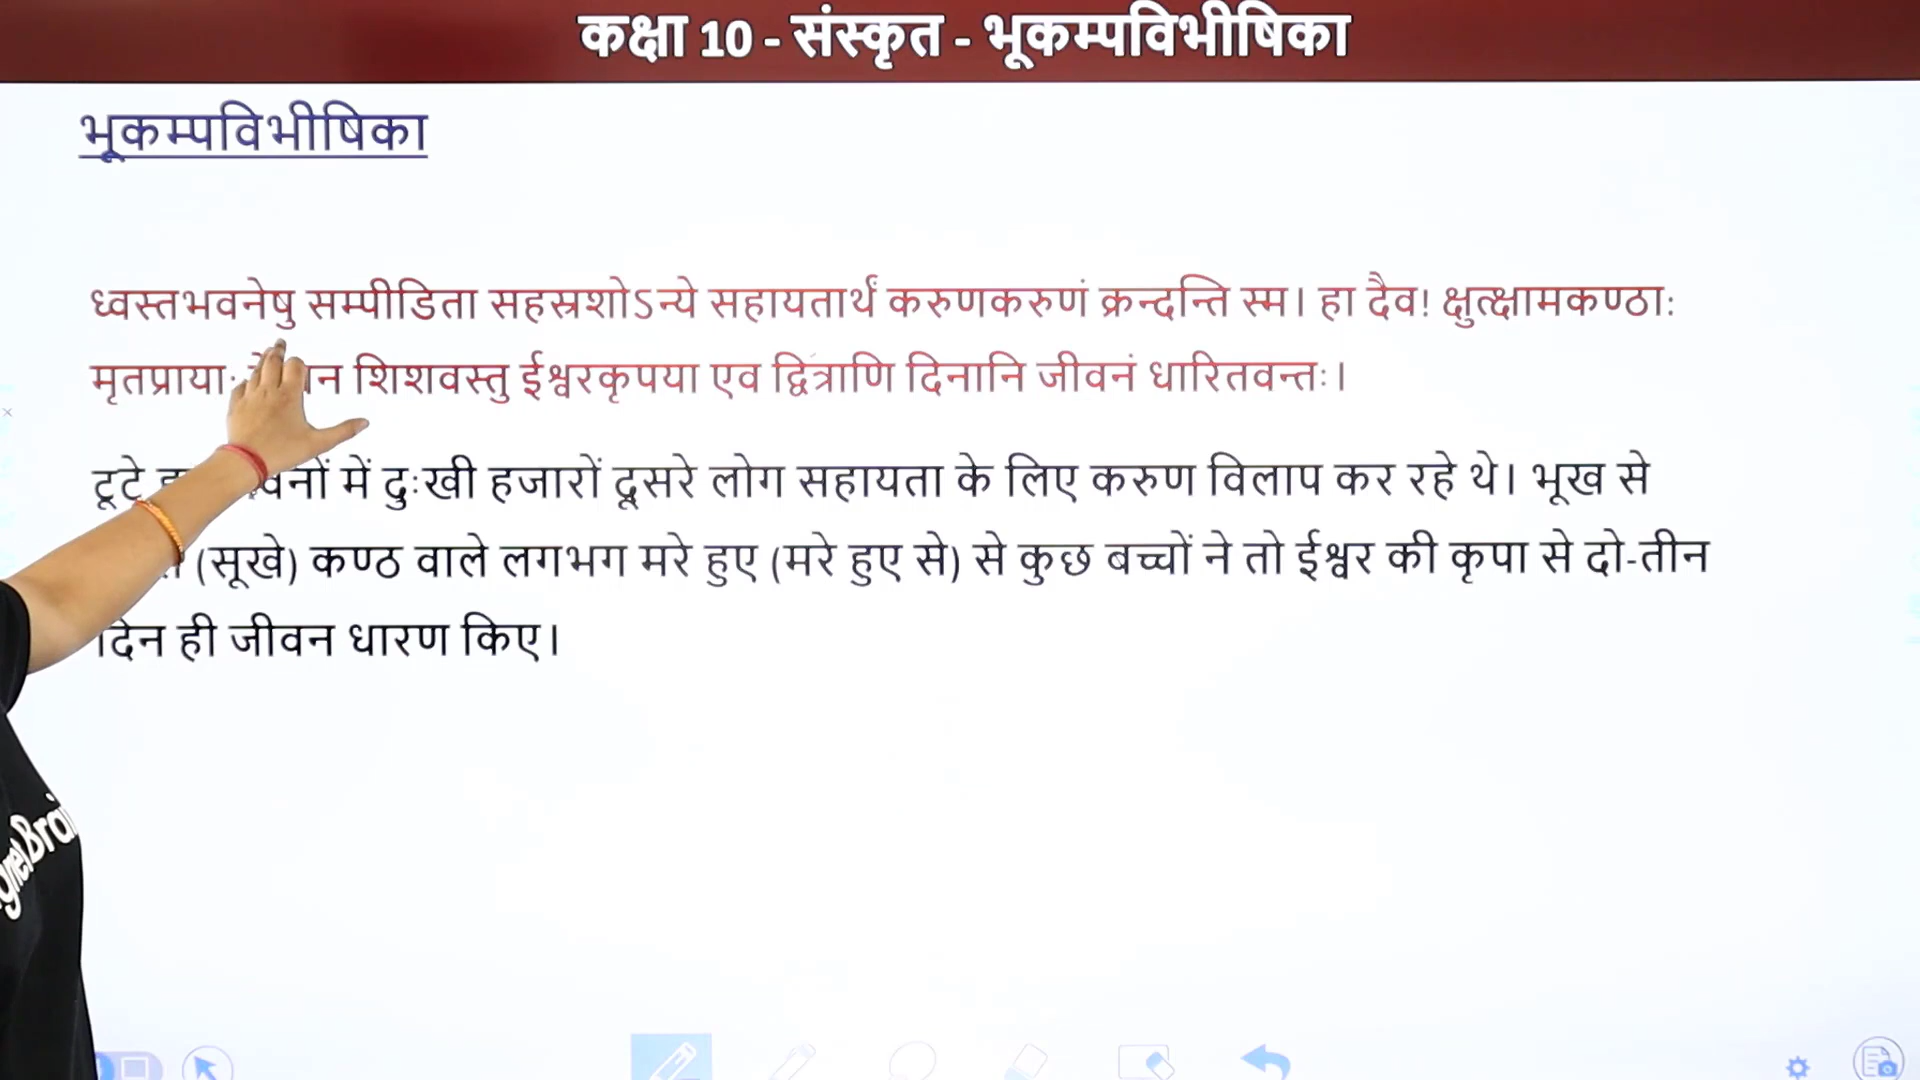 कक्षा 10 - संस्कृत - भूकम्पविभीषिका
भूकम्पविभीषिका
ध्वस्तभवनेषु सम्पीडिता सहस्रशोऽन्ये सहायतार्थं करुणकरुणं क्रन्दन्ति स्म। हा दैव! क्षुत्क्षामकण्ठाः
मृतप्रायाः शिशवस्तु ईश्वरकृपया एव द्वित्राणि दिनानि जीवनं धारितवन्तः।
टूटे में दुःखी हजारों दूसरे लोग सहायता के लिए करुण विलाप कर रहे थे। भूख से
(सूखे) कण्ठ वाले लगभग मरे हुए (मरे हुए से) से कुछ बच्चों ने तो ईश्वर की कृपा से दो-तीन
दिन ही जीवन धारण किए।